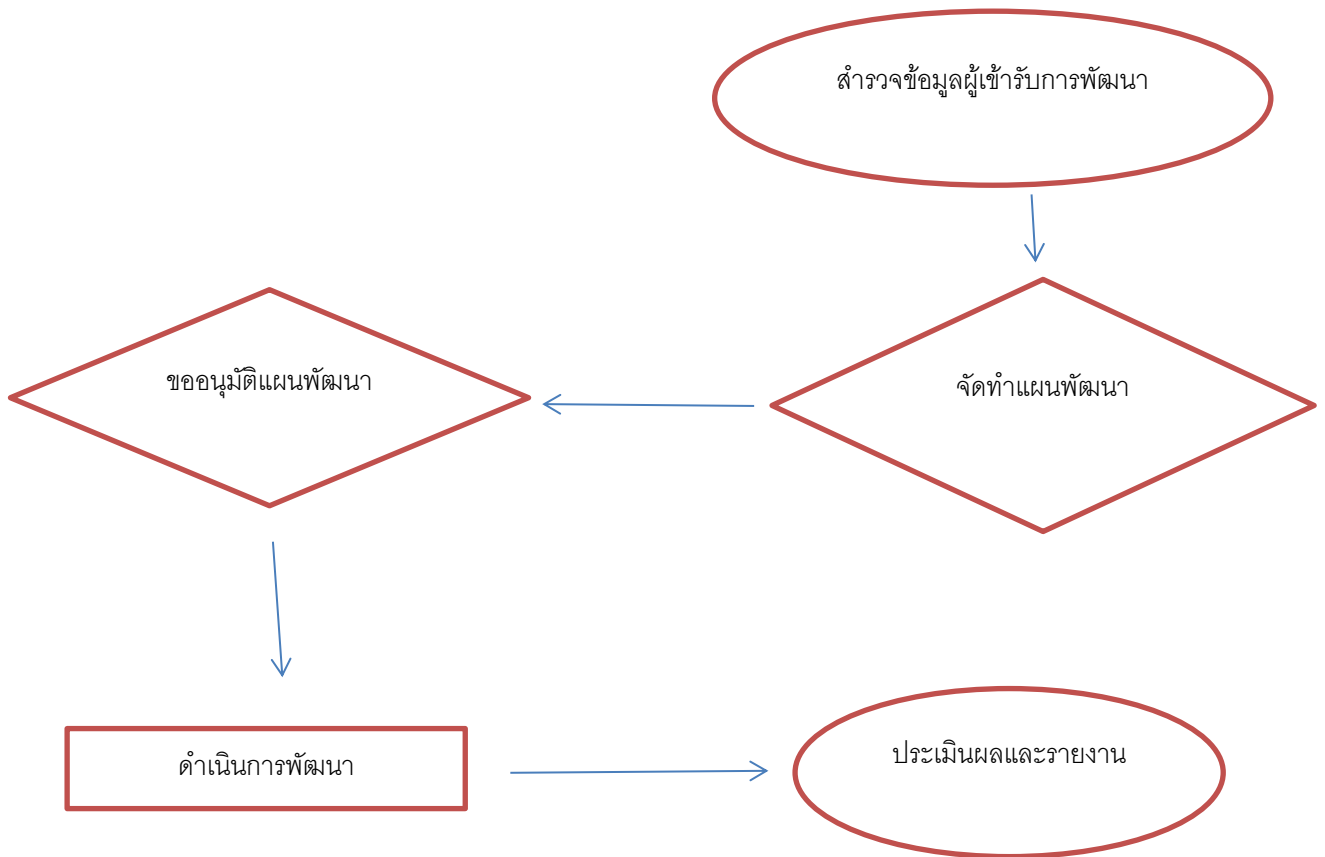 สำรวจข้อมูลผู้เข้ารับการพัฒนา
จัดทำแผนพัฒนา
ขออนุมัติแผนพัฒนา
ดำเนินการพัฒนา
ประเมินผลและรายงาน